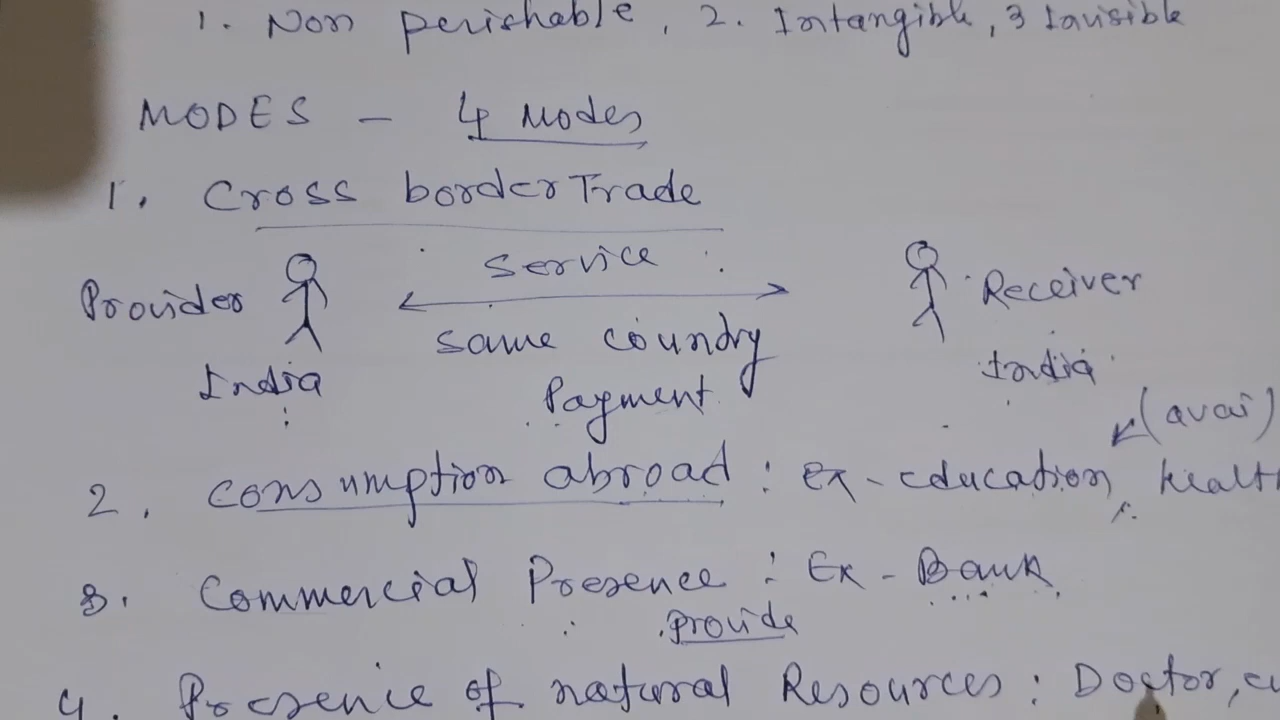 1. Non perishable, 2. Intangible, 3 Invisible
MODES - 4 Modes
1. Cross border Trade
Service
Provider
Receiver
same country
India
India
Payment
(avai)
2. consumption abroad : Ex - education, healt
3. Commercial Presence : Ex - Bank
provide
4. Presence of natural Resources : Doctor,